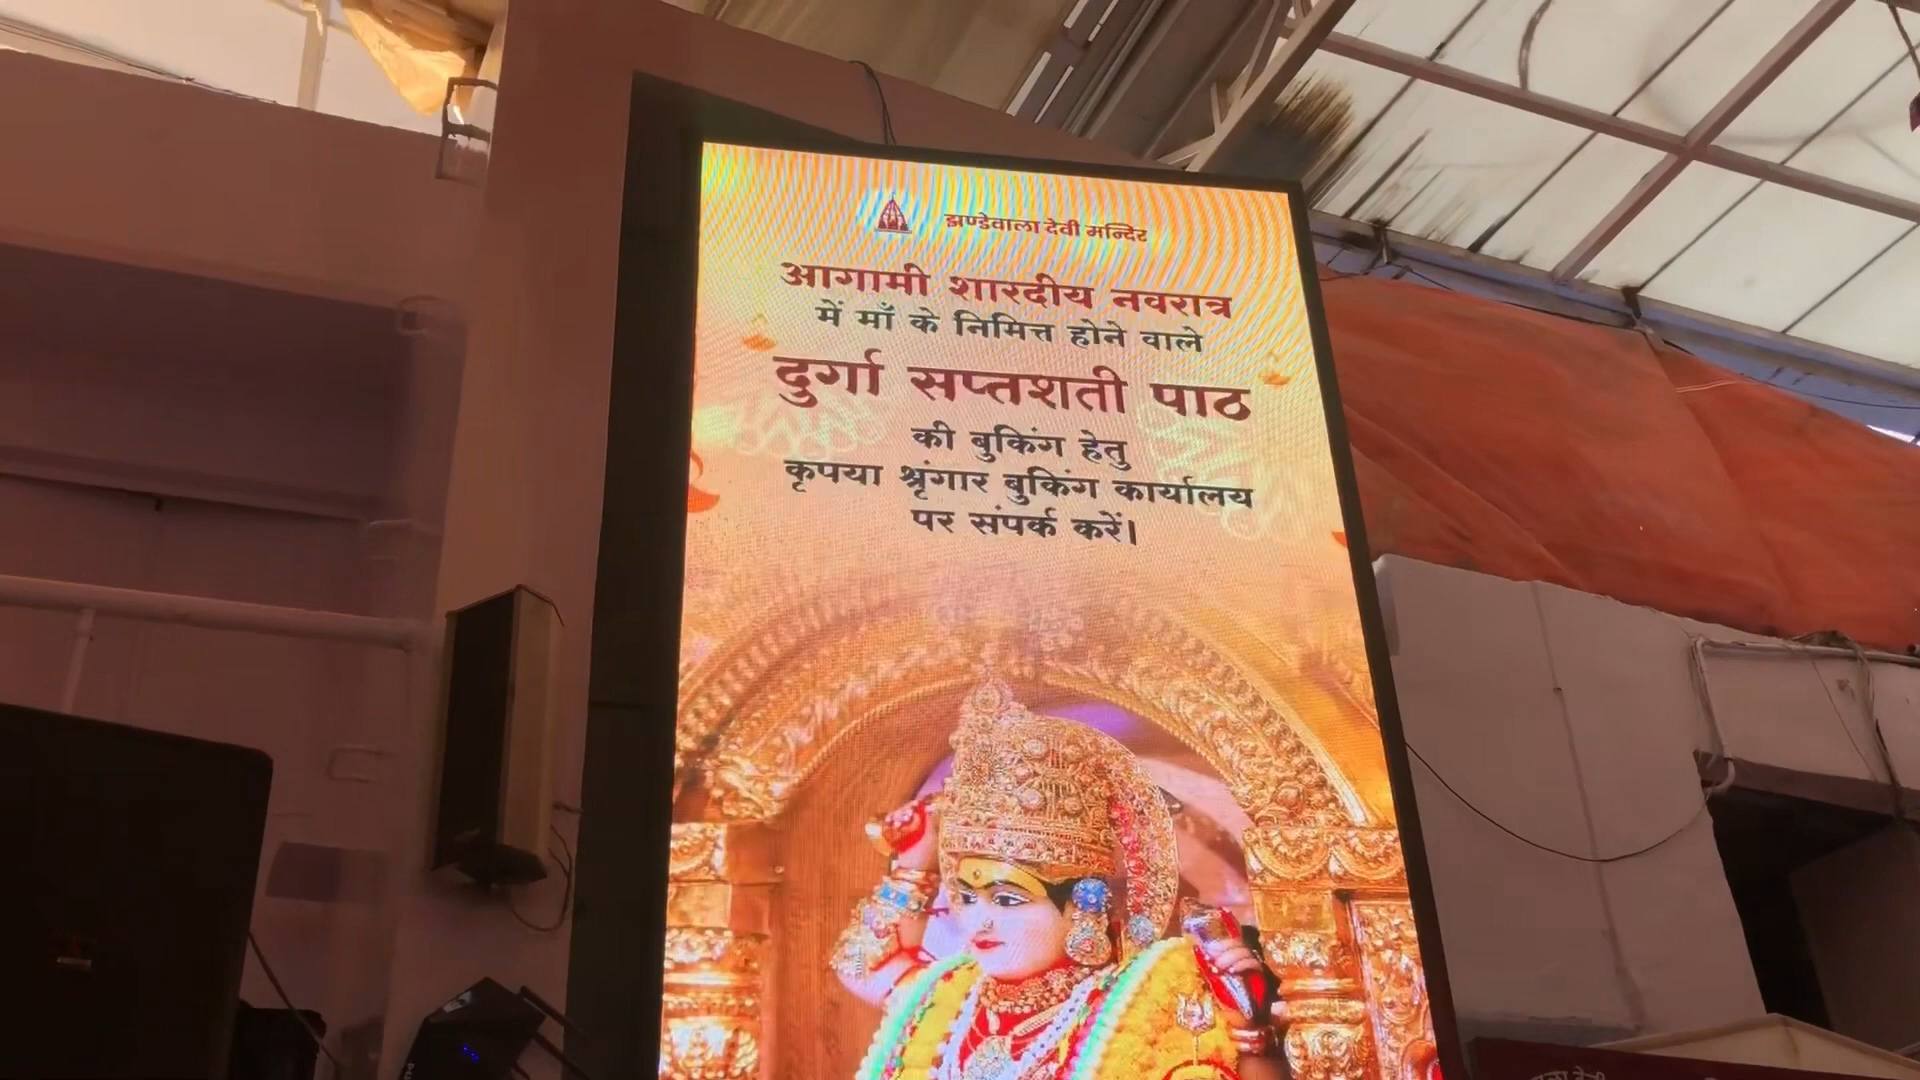 झण्डेवाला देवी मन्दिर
आगामी शारदीय नवरात्र
में माँ के निमित्त होने वाले
दुर्गा सप्तशती पाठ
की बुकिंग हेतु
कृपया श्रृंगार बुकिंग कार्यालय
पर संपर्क करें।